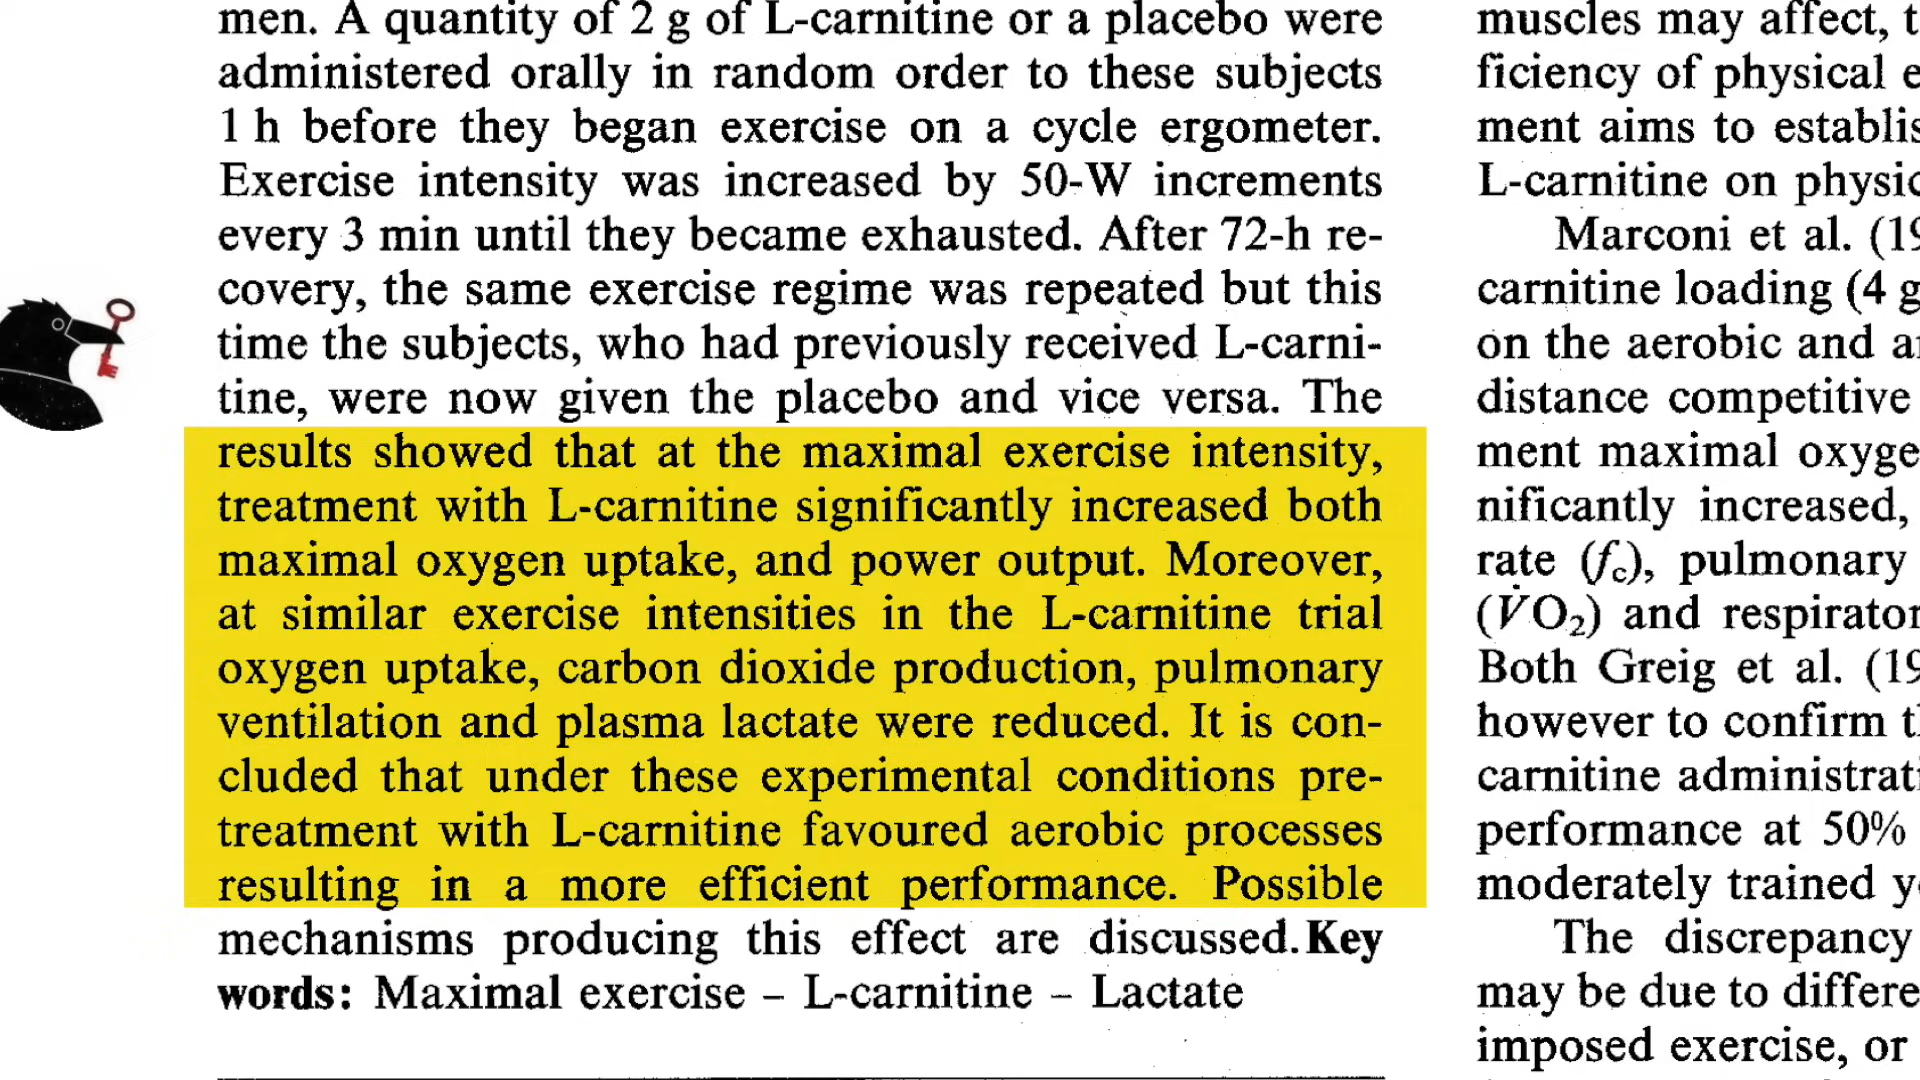 men. A quantity of 2 g of L-carnitine or a placebo were
administered orally in random order to these subjects
1 h before they began exercise on a cycle ergometer.
Exercise intensity was increased by 50-W increments
every 3 min until they became exhausted. After 72-h re-
covery, the same exercise regime was repeated but this
time the subjects, who had previously received L-carni-
tine, were now given the placebo and vice versa. The
results showed that at the maximal exercise intensity,
treatment with L-carnitine significantly increased both
maximal oxygen uptake, and power output. Moreover,
at similar exercise intensities in the L-carnitine trial
oxygen uptake, carbon dioxide production, pulmonary
ventilation and plasma lactate were reduced. It is con-
cluded that under these experimental conditions pre-
treatment with L-carnitine favoured aerobic processes
resulting in a more efficient performance. Possible
mechanisms producing this effect are discussed.Key
words: Maximal exercise – L-carnitine – Lactate
muscles may affect,
ficiency of physical
ment aims to
L-carnitine on
Marconi et al.
carnitine loading (4 g
on the aerobic and
distance competitive
ment maximal
nificantly increased,
rate (fc), pulmonary
(V̇O₂) and
Both Greig et al.
however to confirm
carnitine
performance at 50%
moderately trained
The discrepancy
may be due to
imposed exercise, or